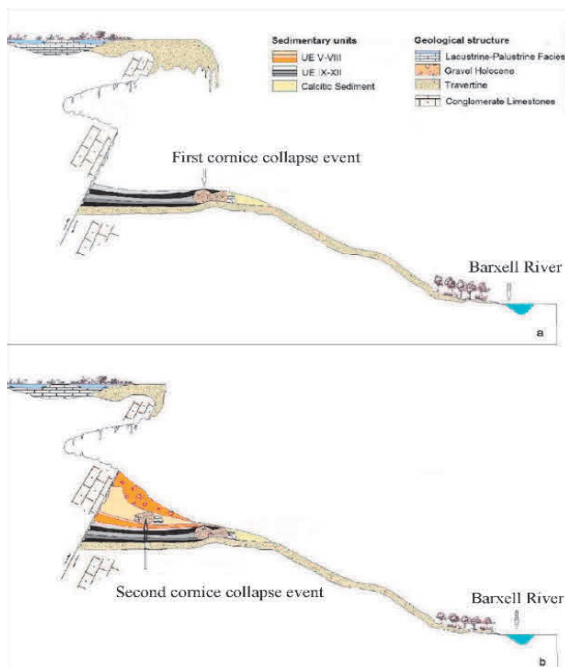 Sedimentary units
UE V-VIII
UE IX-XII
Calcitic Sediment
Geological structure
Lacustrine-Palustrine Facies
Gravel Holocene
Travertine
Conglomerate Limestones
First cornice collapse event
Barxell River
a
Second cornice collapse event
Barxell River
b